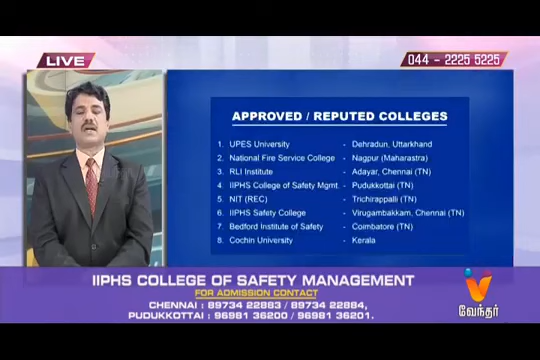 LIVE
044 - 2225 5225
APPROVED / REPUTED COLLEGES
1. UPES University - Dehradun, Uttarkhand
2. National Fire Service College - Nagpur (Maharastra)
3. RLI Institute - Adayar, Chennai (TN)
4 IIPHS College of Safety Mgmt. - Pudukkottai (TN)
5 NIT (REC) - Trichirappalli (TN)
6. IIPHS Safety College - Virugambakkam, Chennai (TN)
7 Bedford Institute of Safety - Coimbatore (TN)
8 Cochin University - Kerala
IIPHS COLLEGE OF SAFETY MANAGEMENT
FOR ADMISSION CONTACT
CHENNAI : 89734 22883 / 89734 22884,
PUDUKKOTTAI : 96981 36200 / 96981 36201.
வேந்தர்